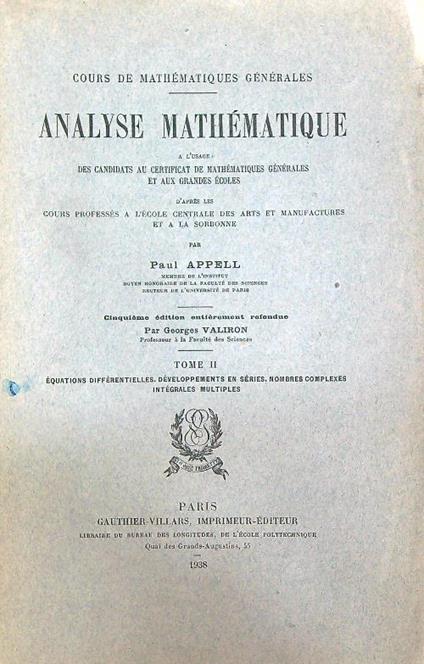 COURS DE MATHÉMATIQUES GÉNÉRALES
ANALYSE MATHÉMATIQUE
A L'USAGE
DES CANDIDATS AU CERTIFICAT DE MATHÉMATIQUES GÉNÉRALES
ET AUX GRANDES ÉCOLES
D'APRÈS LES
COURS PROFESSÉS A L'ÉCOLE CENTRALE DES ARTS ET MANUFACTURES
ET A LA SORBONNE
PAR
Paul APPELL
MEMBRE DE L'INSTITUT
DOYEN HONORAIRE DE LA FACULTÉ DES SCIENCES
RECTEUR DE L'UNIVERSITÉ DE PARIS
Cinquième édition entièrement refondue
Par Georges VALIRON
Professeur à la Faculté des Sciences
TOME II
ÉQUATIONS DIFFÉRENTIELLES. DÉVELOPPEMENTS EN SÉRIES. NOMBRES COMPLEXES
INTÉGRALES MULTIPLES
PARIS
GAUTHIER-VILLARS, IMPRIMEUR-ÉDITEUR
LIBRAIRE DU BUREAU DES LONGITUDES, DE L'ÉCOLE POLYTECHNIQUE
Quai des Grands-Augustins, 55
1938